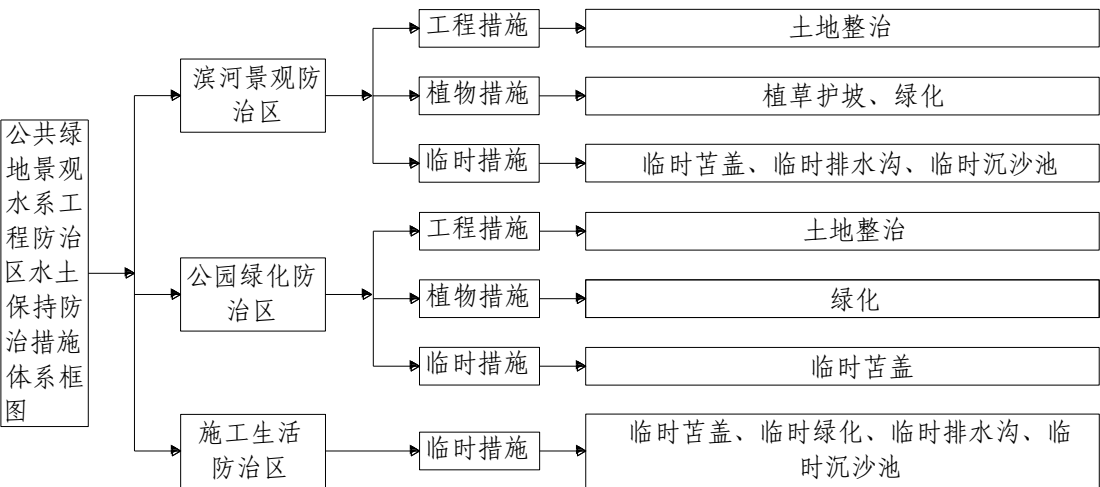 公共绿
地景观
水系工
程防治
区水土
保持防
治措施
体系框
图
滨河景观防
治区
工程措施
土地整治
植物措施
植草护坡、绿化
临时措施
临时苫盖、临时排水沟、临时沉沙池
公园绿化防
治区
工程措施
土地整治
植物措施
绿化
临时措施
临时苫盖
施工生活
防治区
临时措施
临时苫盖、临时绿化、临时排水沟、临
时沉沙池